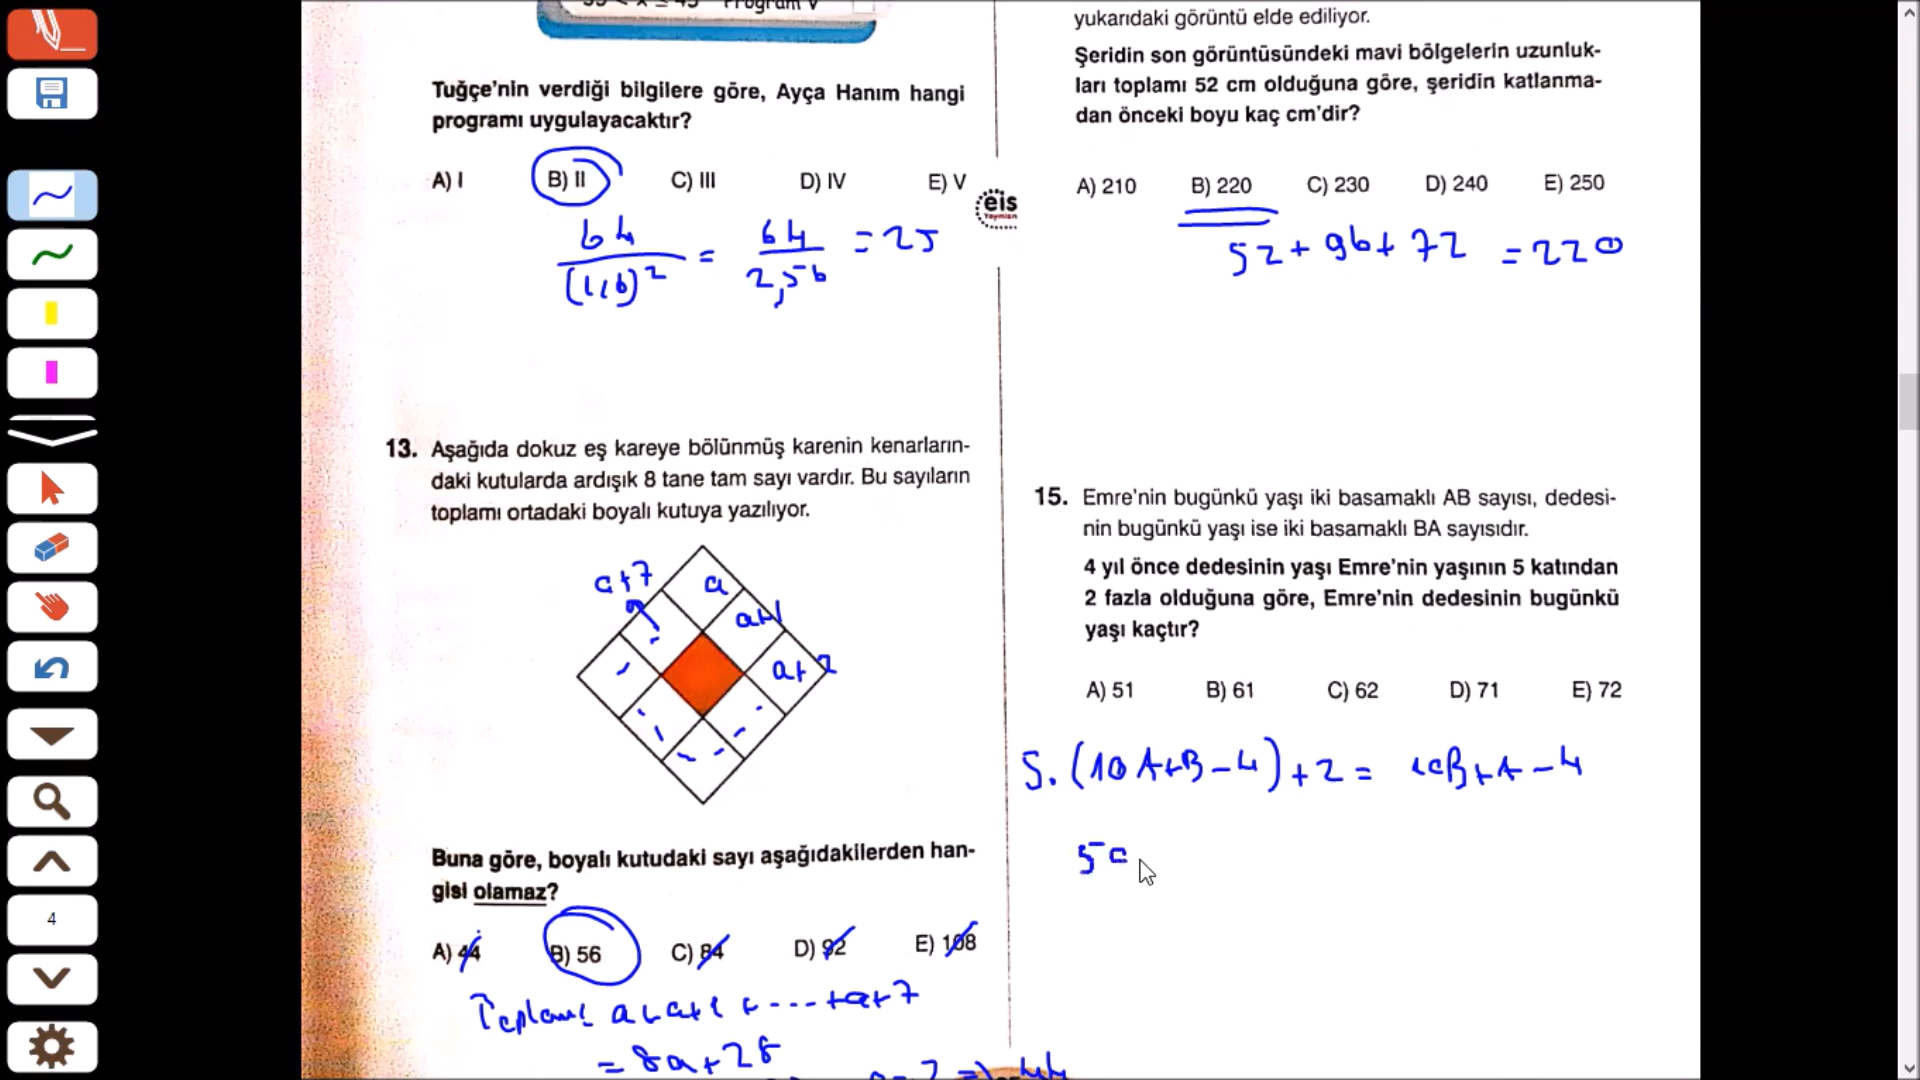 Program V
Tuğçe'nin verdiği bilgilere göre, Ayça Hanım hangi
programı uygulayacaktır?
A) I B) II C) III D) IV E) V
64/(1,6)² = 64/2,56 = 25
13. Aşağıda dokuz eş kareye bölünmüş karenin kenarların-
daki kutularda ardışık 8 tane tam sayı vardır. Bu sayıların
toplamı ortadaki boyalı kutuya yazılıyor.
a+7
a
a+1
a+2
Buna göre, boyalı kutudaki sayı aşağıdakilerden han-
gisi olamaz?
A) 44 B) 56 C) 84 D) 92 E) 108
Toplam: a+a+1+...+a+7
= 8a+28
eis
Yayınları
yukarıdaki görüntü elde ediliyor.
Şeridin son görüntüsündeki mavi bölgelerin uzunluk-
ları toplamı 52 cm olduğuna göre, şeridin katlanma-
dan önceki boyu kaç cm'dir?
A) 210 B) 220 C) 230 D) 240 E) 250
52+96+72 =220
15. Emre'nin bugünkü yaşı iki basamaklı AB sayısı, dedesi-
nin bugünkü yaşı ise iki basamaklı BA sayısıdır.
4 yıl önce dedesinin yaşı Emre'nin yaşının 5 katından
2 fazla olduğuna göre, Emre'nin dedesinin bugünkü
yaşı kaçtır?
A) 51 B) 61 C) 62 D) 71 E) 72
5.(10A+B-4)+2= 10B+A-4
50
4